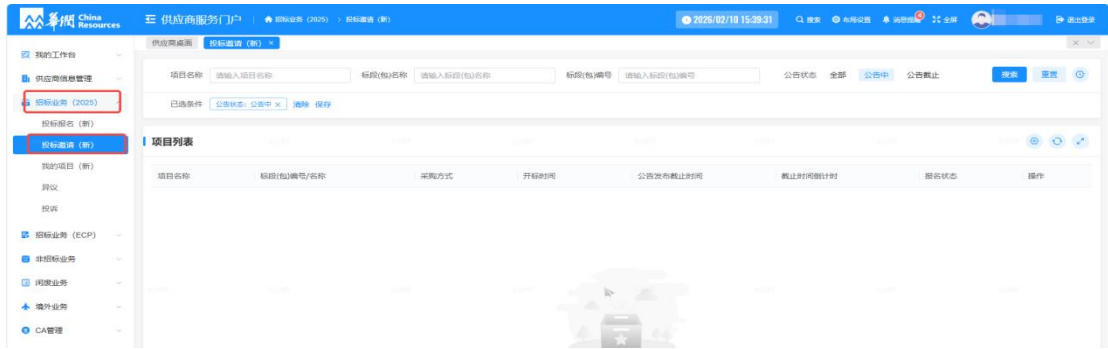 華潤 China Resources 供应商服务门户 招标业务 (2025) > 投标邀请 (新) 2026/02/10 15:39:31 搜索 布局设置 消息提醒 4 全屏 退出登录
我的工作台
供应商信息管理
招标业务 (2025)
投标报名 (新)
投标邀请 (新)
我的项目 (新)
异议
投诉
招标业务 (ECP)
非招标业务
闲废业务
境外业务
CA管理
供应商桌面 投标邀请 (新) ×
项目名称 请输入项目名称 标段(包)名称 请输入标段(包)名称 标段(包)编号 请输入标段(包)编号 公告状态 全部 公告中 公告截止 搜索 重置
已选条件 公告状态: 公告中 × 清除 保存
项目列表
项目名称 标段(包)编号/名称 采购方式 开标时间 公告发布截止时间 截止时间倒计时 报名状态 操作